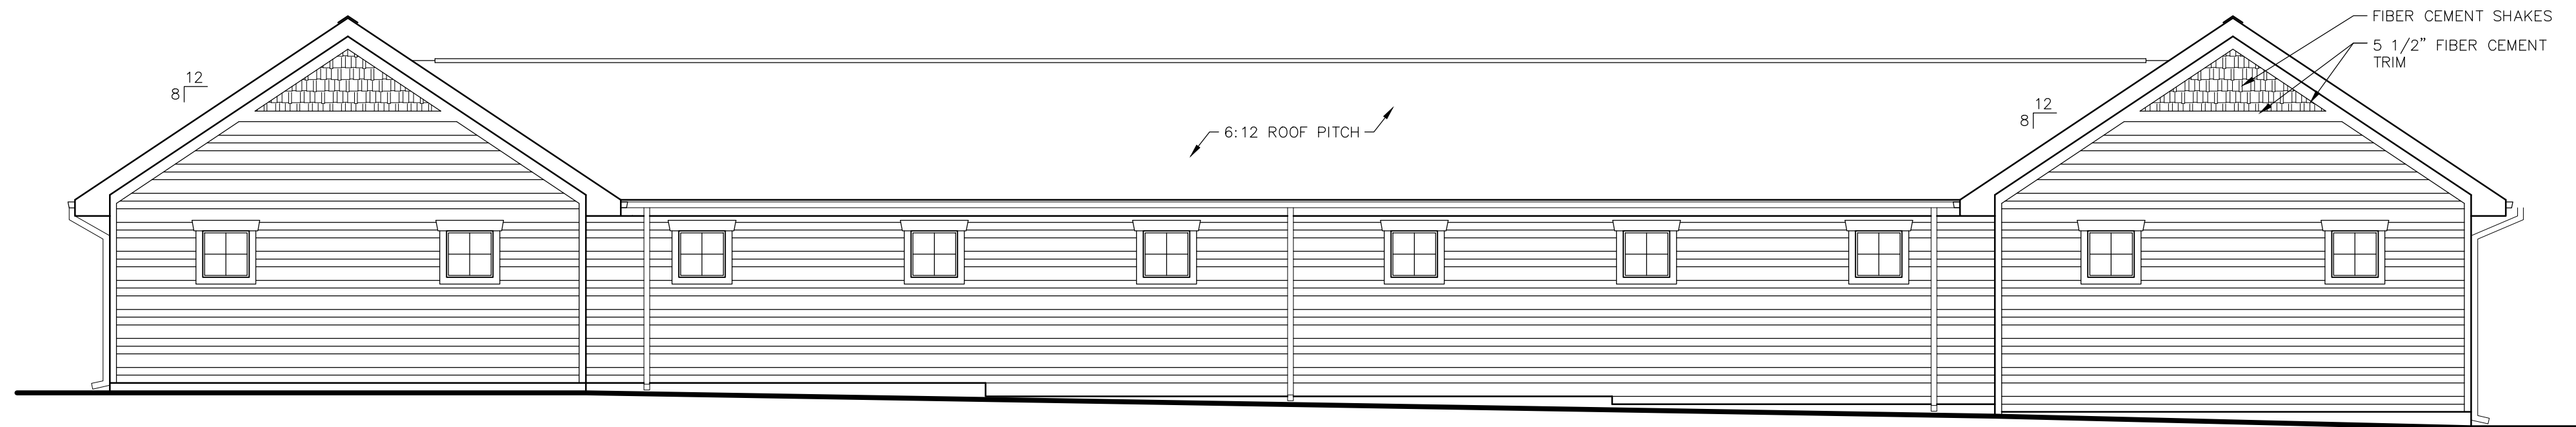 12
8
6:12 ROOF PITCH
12
8
FIBER CEMENT SHAKES
5 1/2" FIBER CEMENT
TRIM